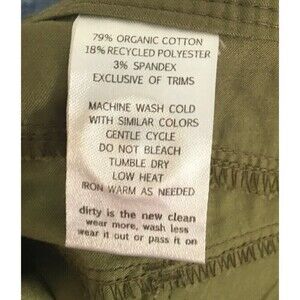 79% ORGANIC COTTON
18% RECYCLED POLYESTER
3% SPANDEX
EXCLUSIVE OF TRIMS
MACHINE WASH COLD
WITH SIMILAR COLORS
GENTLE CYCLE
DO NOT BLEACH
TUMBLE DRY
LOW HEAT
IRON WARM AS NEEDED
dirty is the new clean
wear more, wash less
wear it out or pass it on